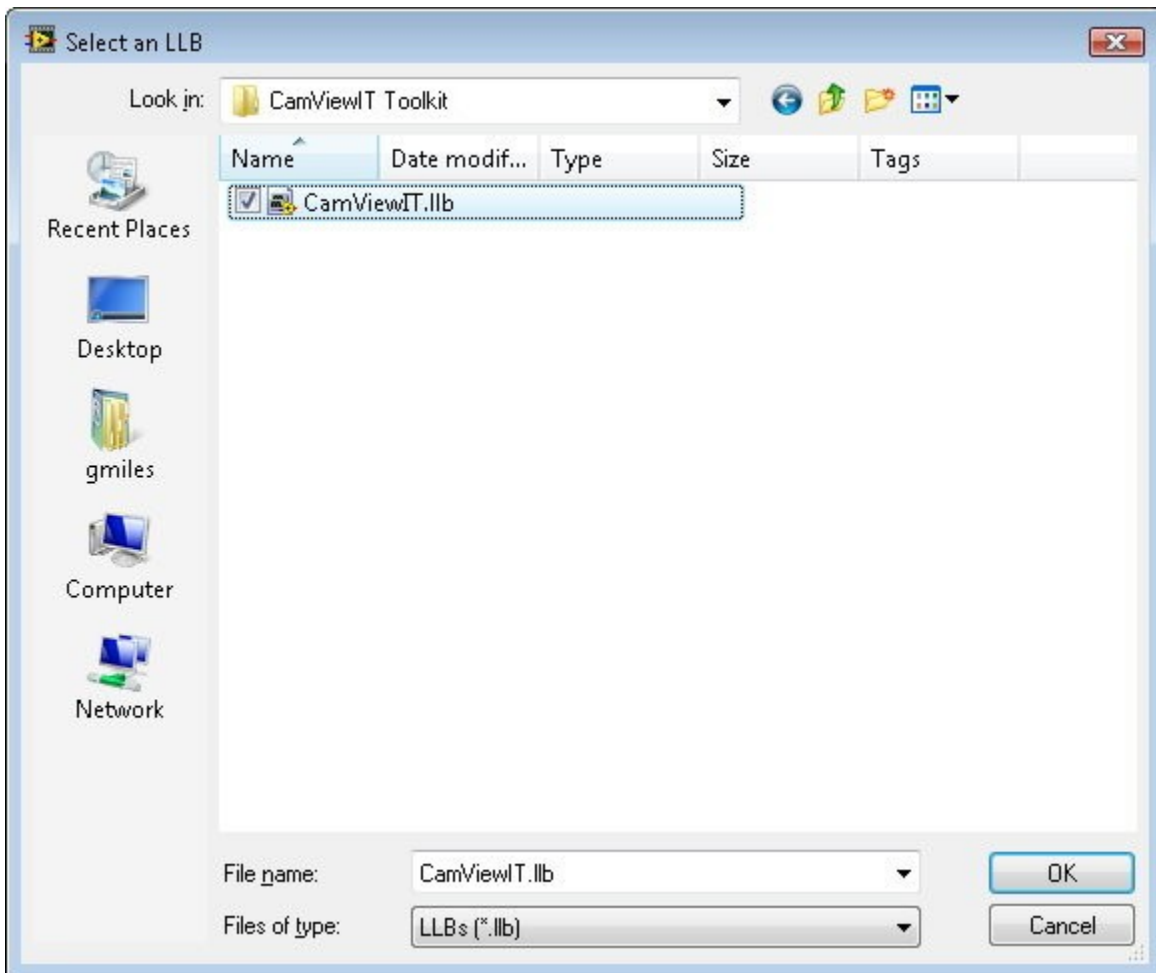 Select an LLB
Look in: CamViewIT Toolkit
Name Date modif... Type Size Tags
CamViewIT.llb
Recent Places
Desktop
gmiles
Computer
Network
File name: CamViewIT.llb OK
Files of type: LLBs (*.llb) Cancel